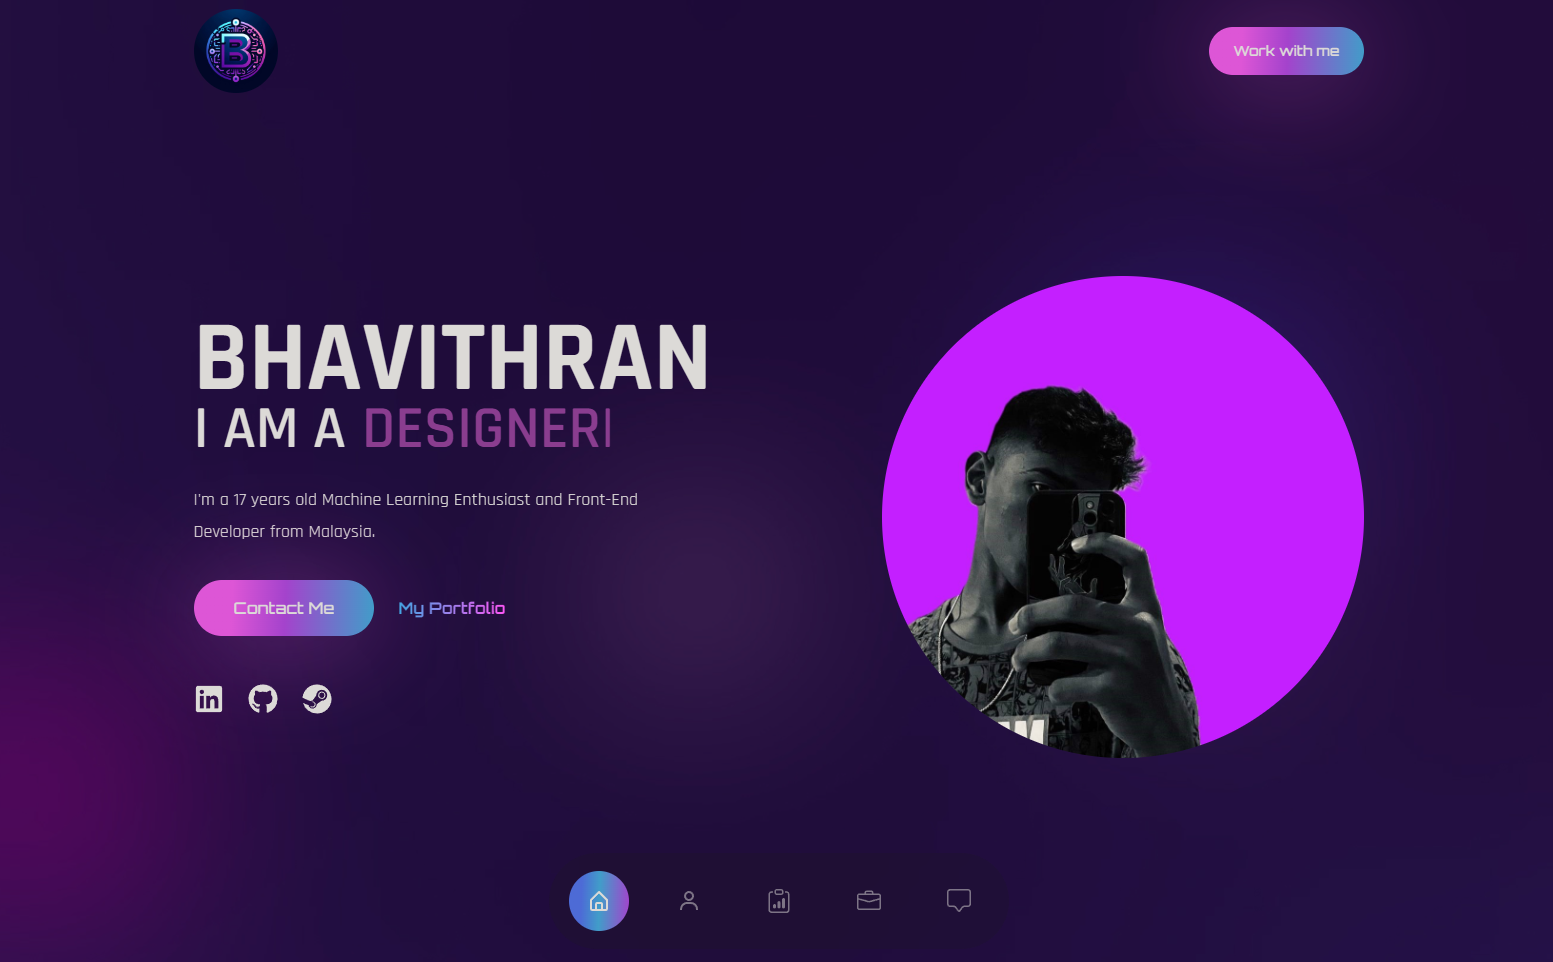 B
Work with me
BHAVITHRAN
I AM A DESIGNER|
I'm a 17 years old Machine Learning Enthusiast and Front-End
Developer from Malaysia.
Contact Me
My Portfolio
in